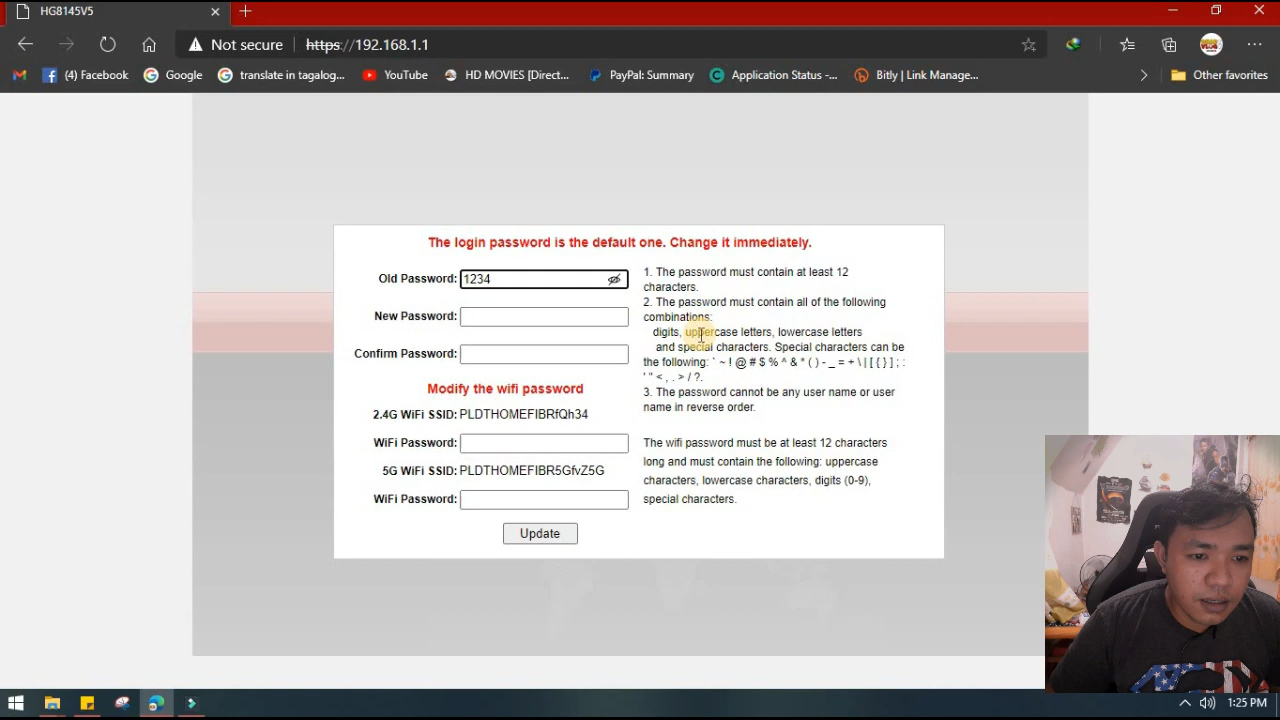 HG8145V5
Not secure
https://192.168.1.1
(4) Facebook
Google
translate in tagalog...
YouTube
HD MOVIES [Direct...
PayPal: Summary
Application Status -...
Bitly | Link Manage...
Other favorites
The login password is the default one. Change it immediately.
Old Password: 1234
New Password:
Confirm Password:
Modify the wifi password
2.4G WiFi SSID: PLDTHOMEFIBRfQh34
WiFi Password:
5G WiFi SSID: PLDTHOMEFIBR5GfvZ5G
WiFi Password:
Update
1. The password must contain at least 12
characters.
2. The password must contain all of the following
combinations:
digits, uppercase letters, lowercase letters
and special characters. Special characters can be
the following: ` ~ ! @ # $ % ^ & * ( ) - _ = + \ | [ { } ] ; :
' " < , . > / ?.
3. The password cannot be any user name or user
name in reverse order.
The wifi password must be at least 12 characters
long and must contain the following: uppercase
characters, lowercase characters, digits (0-9),
special characters.
1:25 PM